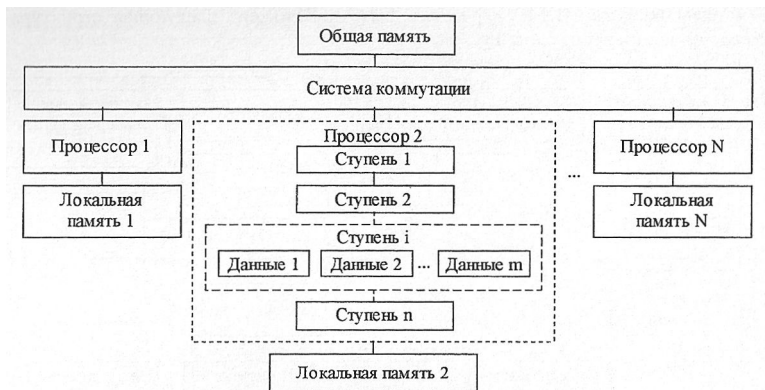 Общая память
Система коммутации
Процессор 1
Локальная
память 1
Процессор 2
Ступень 1
Ступень 2
Ступень i
Данные 1 Данные 2 ... Данные m
Ступень n
Локальная память 2
...
Процессор N
Локальная
память N